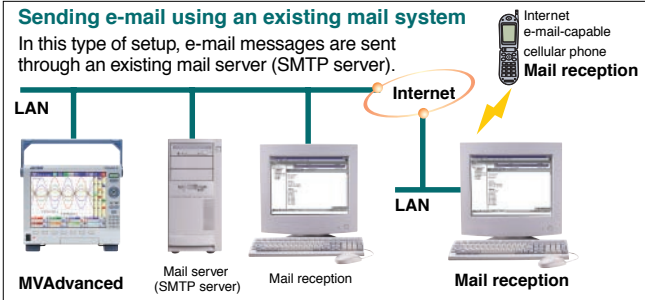 Sending e-mail using an existing mail system
In this type of setup, e-mail messages are sent
through an existing mail server (SMTP server).
Internet
e-mail-capable
cellular phone
Mail reception
LAN
Internet
LAN
MVAdvanced
Mail server
(SMTP server)
Mail reception
Mail reception